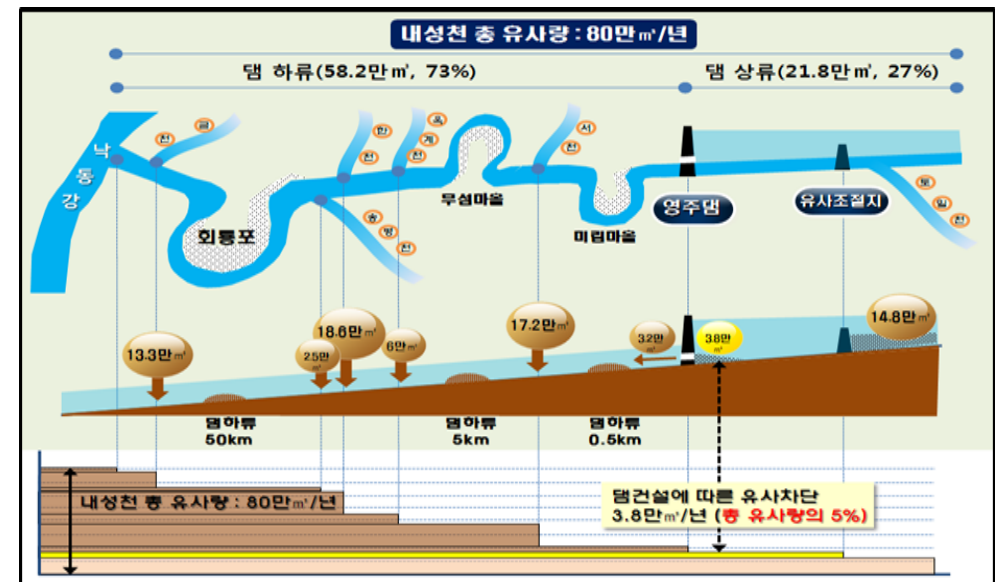 내성천 총 유사량 : 80만㎥/년
댐 하류(58.2만㎥, 73%)
댐 상류(21.8만㎥, 27%)
낙동강
금천
한천
옥계천
서천
무섬마을
영주댐
유사조절지
토일천
회룡포
송평천
미림마을
13.3만㎥
2.5만㎥
18.6만㎥
6만㎥
17.2만㎥
3.2만㎥
3.8만㎥
14.8만㎥
댐하류
50km
댐하류
5km
댐하류
0.5km
내성천 총 유사량 : 80만㎥/년
댐건설에 따른 유사차단
3.8만㎥/년 (총 유사량의 5%)